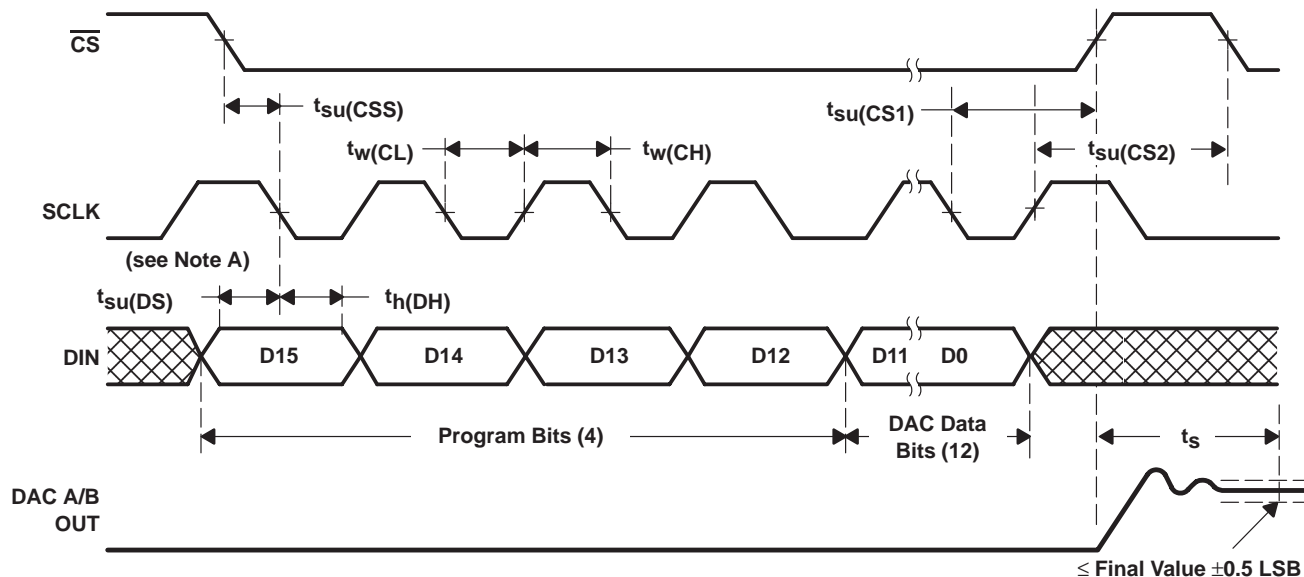 CS
tsu(CSS)
tsu(CS1)
tw(CL)
tw(CH)
tsu(CS2)
SCLK
(see Note A)
tsu(DS)
th(DH)
DIN
D15
D14
D13
D12
D11
D0
Program Bits (4)
DAC Data
Bits (12)
ts
DAC A/B
OUT
≤ Final Value ±0.5 LSB